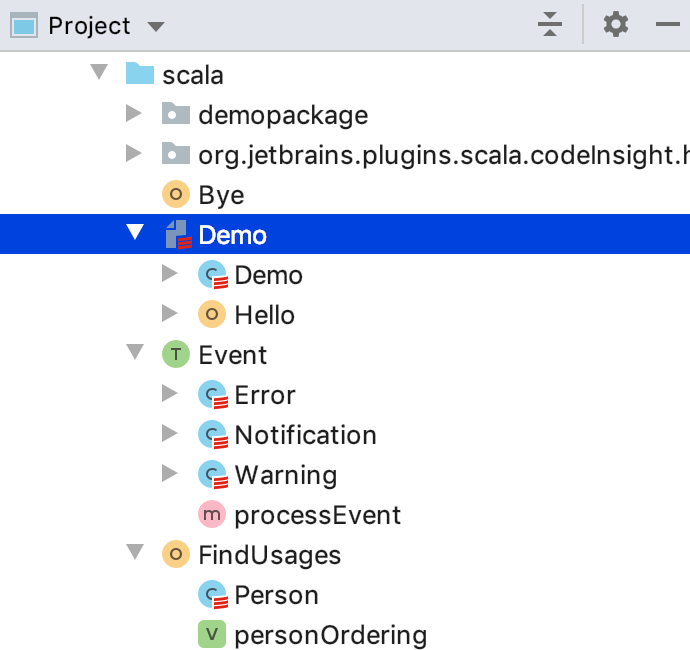 Project
scala
demopackage
org.jetbrains.plugins.scala.codeInsight.h
O Bye
Demo
C Demo
O Hello
T Event
C Error
C Notification
C Warning
m processEvent
O FindUsages
C Person
V personOrdering